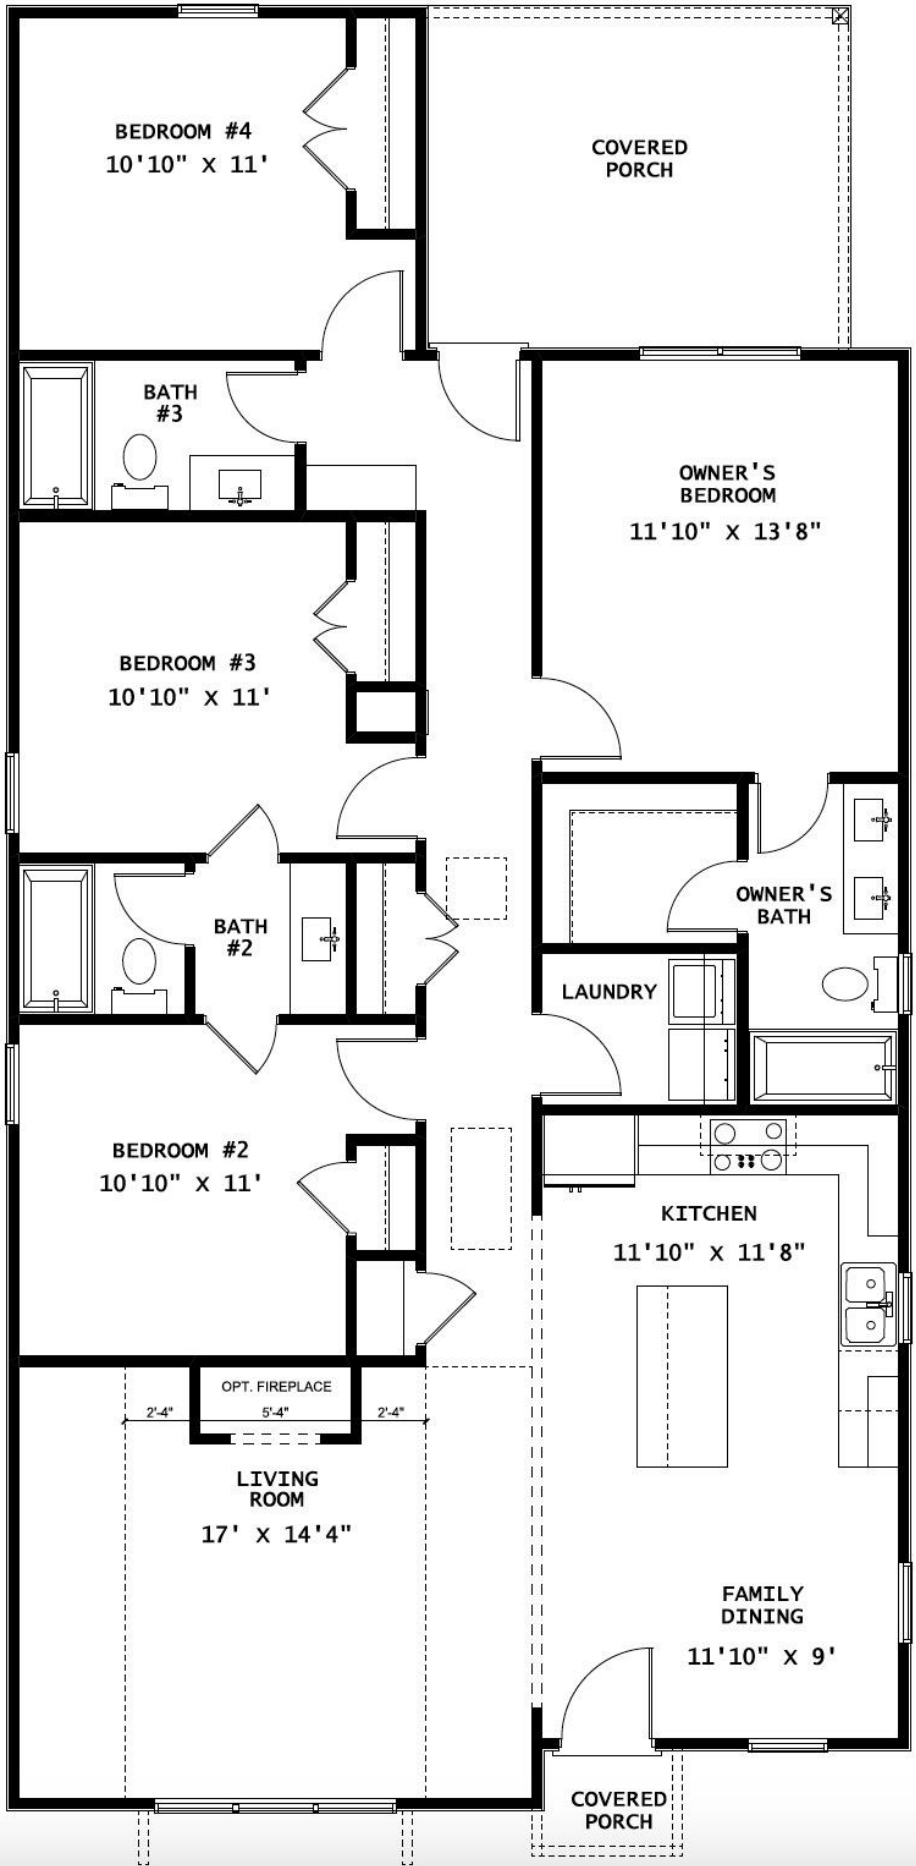 BEDROOM #4
10'10" X 11'
COVERED
PORCH
BATH
#3
OWNER'S
BEDROOM
11'10" X 13'8"
BEDROOM #3
10'10" X 11'
OWNER'S
BATH
BATH
#2
LAUNDRY
BEDROOM #2
10'10" X 11'
KITCHEN
11'10" X 11'8"
OPT. FIREPLACE
2'-4" 5'-4" 2'-4"
LIVING
ROOM
17' X 14'4"
FAMILY
DINING
11'10" X 9'
COVERED
PORCH